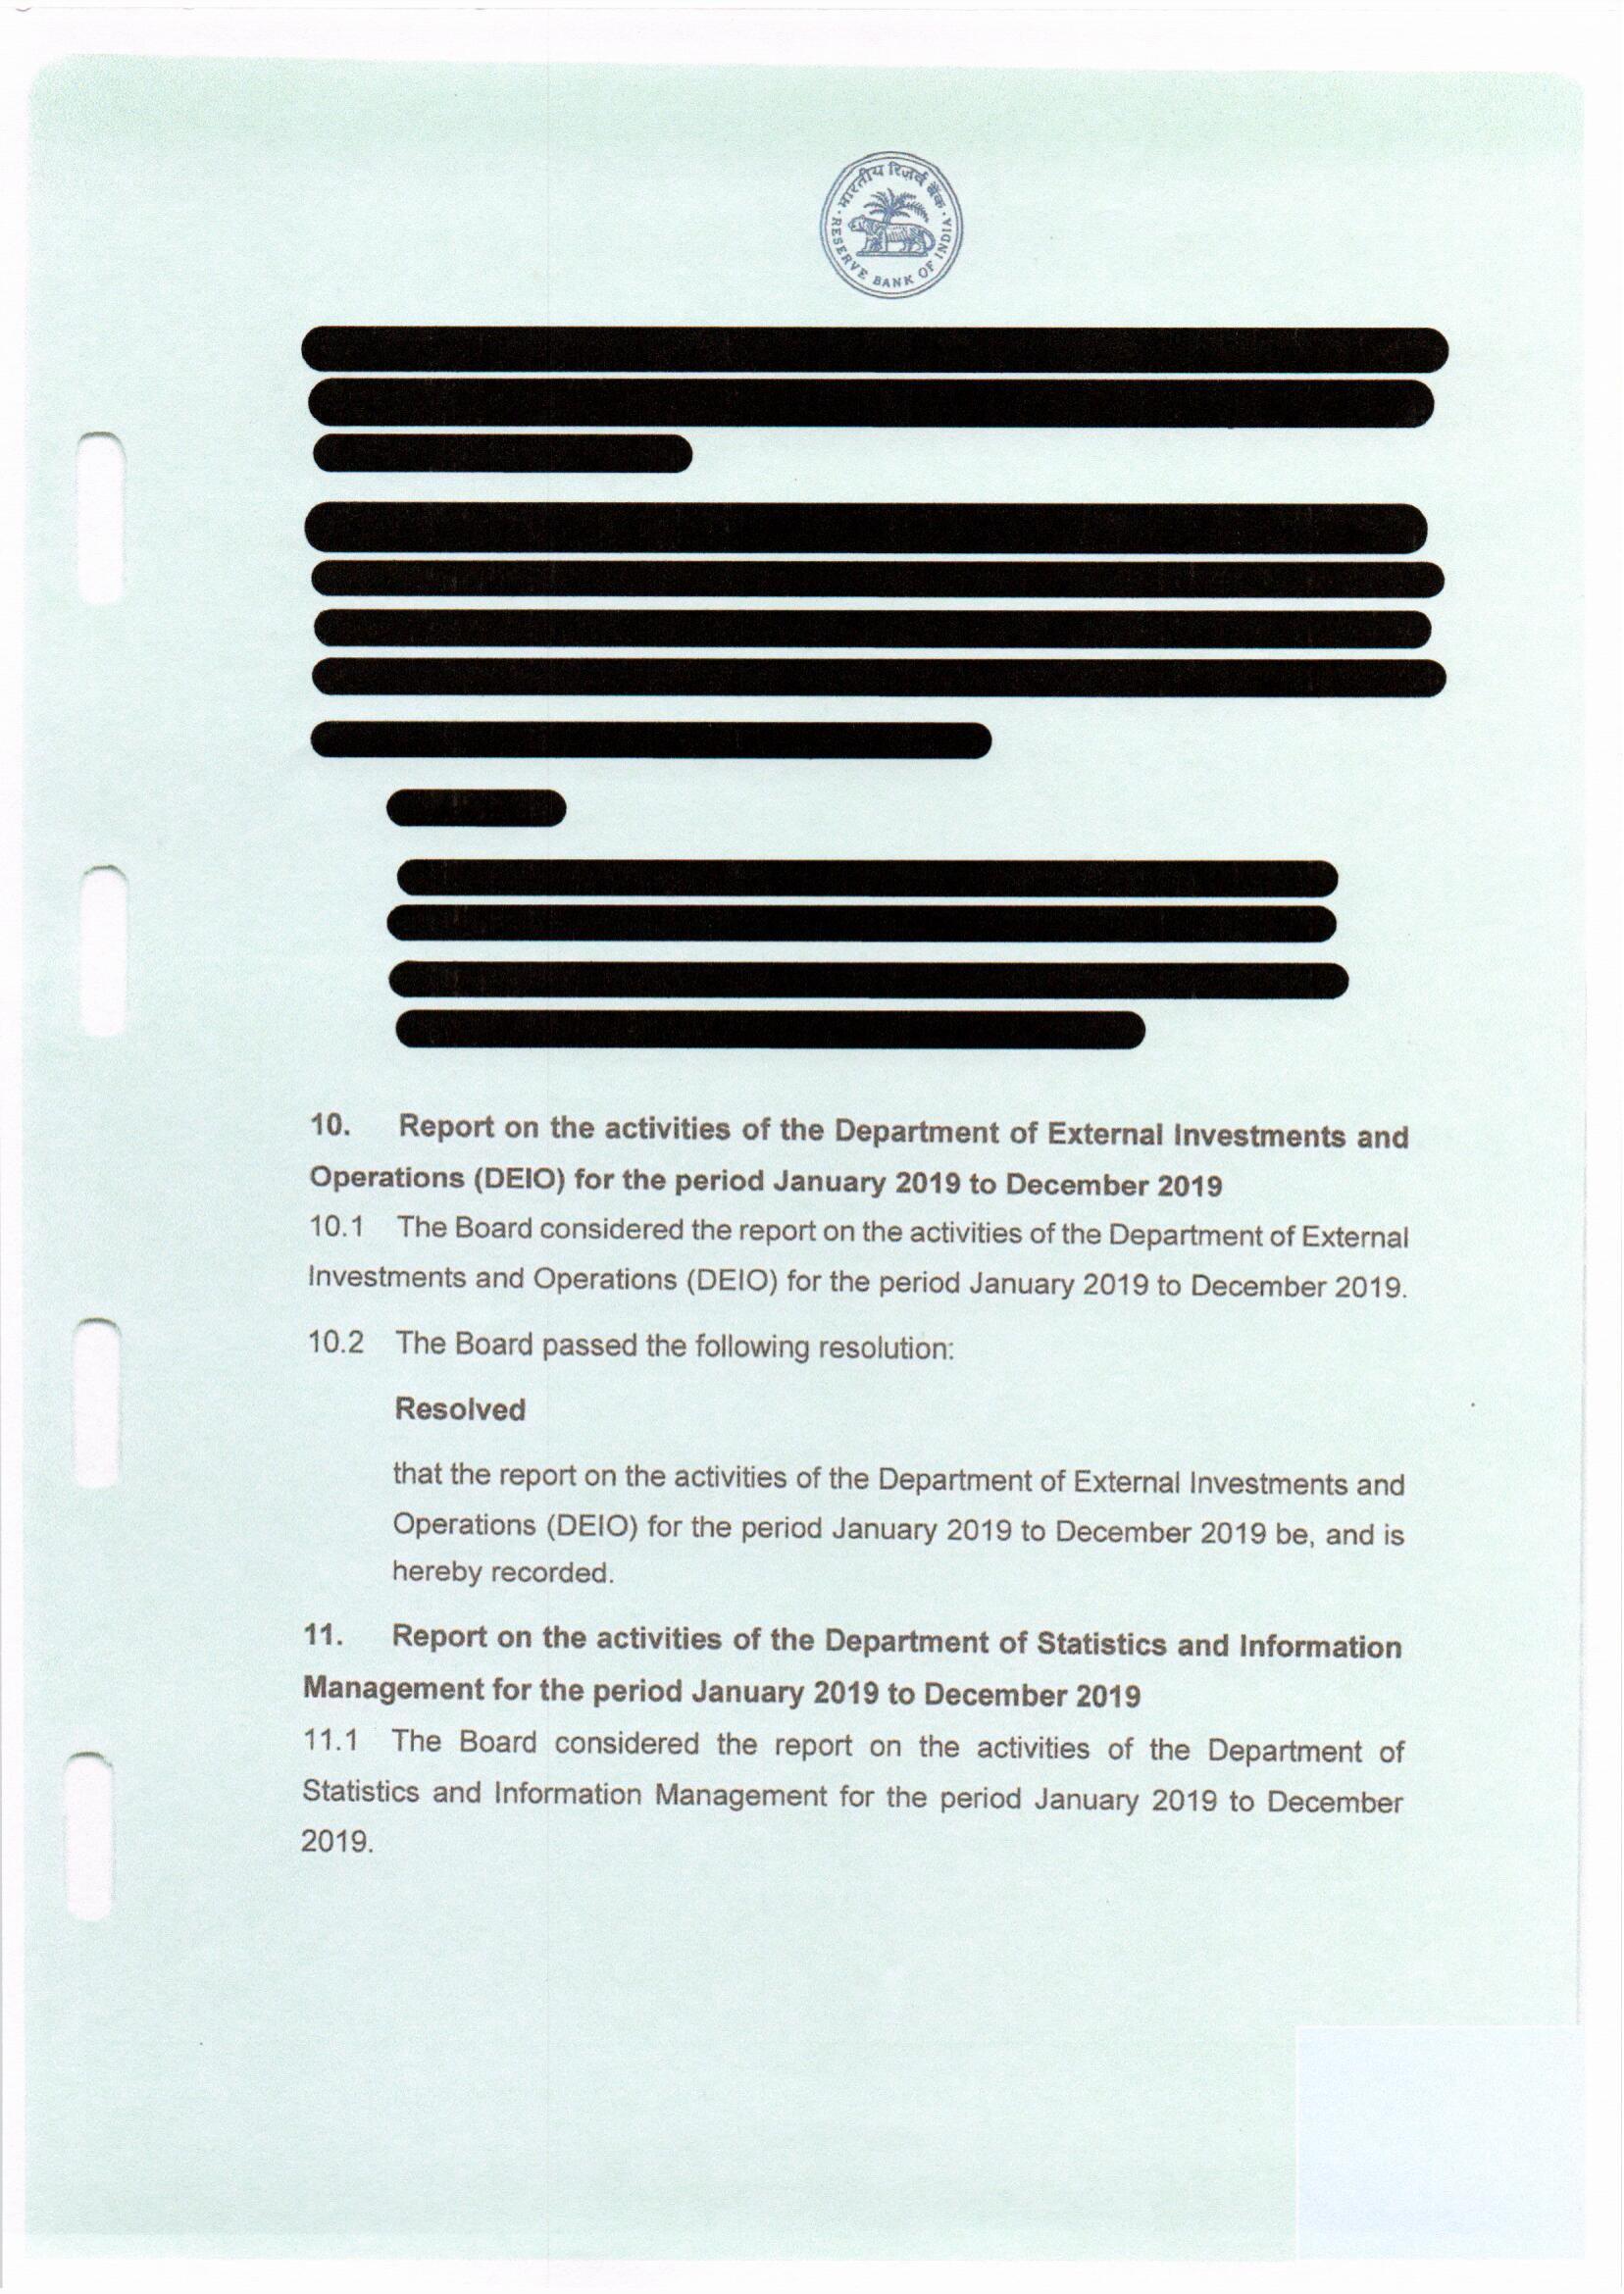 भारतीय रिज़र्व बैंक
RESERVE BANK OF INDIA
10. Report on the activities of the Department of External Investments and
Operations (DEIO) for the period January 2019 to December 2019
10.1 The Board considered the report on the activities of the Department of External
Investments and Operations (DEIO) for the period January 2019 to December 2019.
10.2 The Board passed the following resolution:
Resolved
that the report on the activities of the Department of External Investments and
Operations (DEIO) for the period January 2019 to December 2019 be, and is
hereby recorded.
11. Report on the activities of the Department of Statistics and Information
Management for the period January 2019 to December 2019
11.1 The Board considered the report on the activities of the Department of
Statistics and Information Management for the period January 2019 to December
2019.